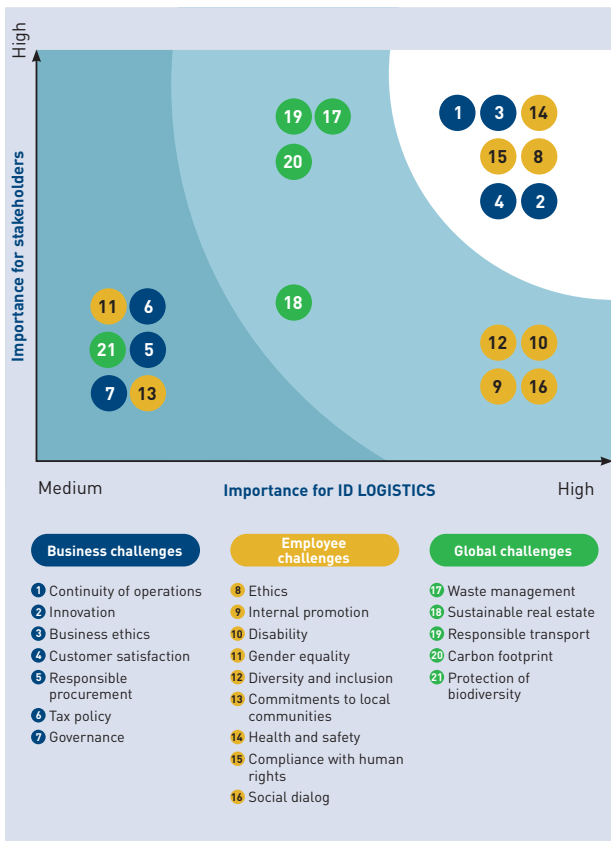 High
Importance for stakeholders
19 17
1 3 14
20
15 8
4 2
18
11 6
21 5
7 13
12 10
9 16
Medium
Importance for ID LOGISTICS
High
Business challenges
1 Continuity of operations
2 Innovation
3 Business ethics
4 Customer satisfaction
5 Responsible
procurement
6 Tax policy
7 Governance
Employee
challenges
8 Ethics
9 Internal promotion
10 Disability
11 Gender equality
12 Diversity and inclusion
13 Commitments to local
communities
14 Health and safety
15 Compliance with human
rights
16 Social dialog
Global challenges
17 Waste management
18 Sustainable real estate
19 Responsible transport
20 Carbon footprint
21 Protection of
biodiversity